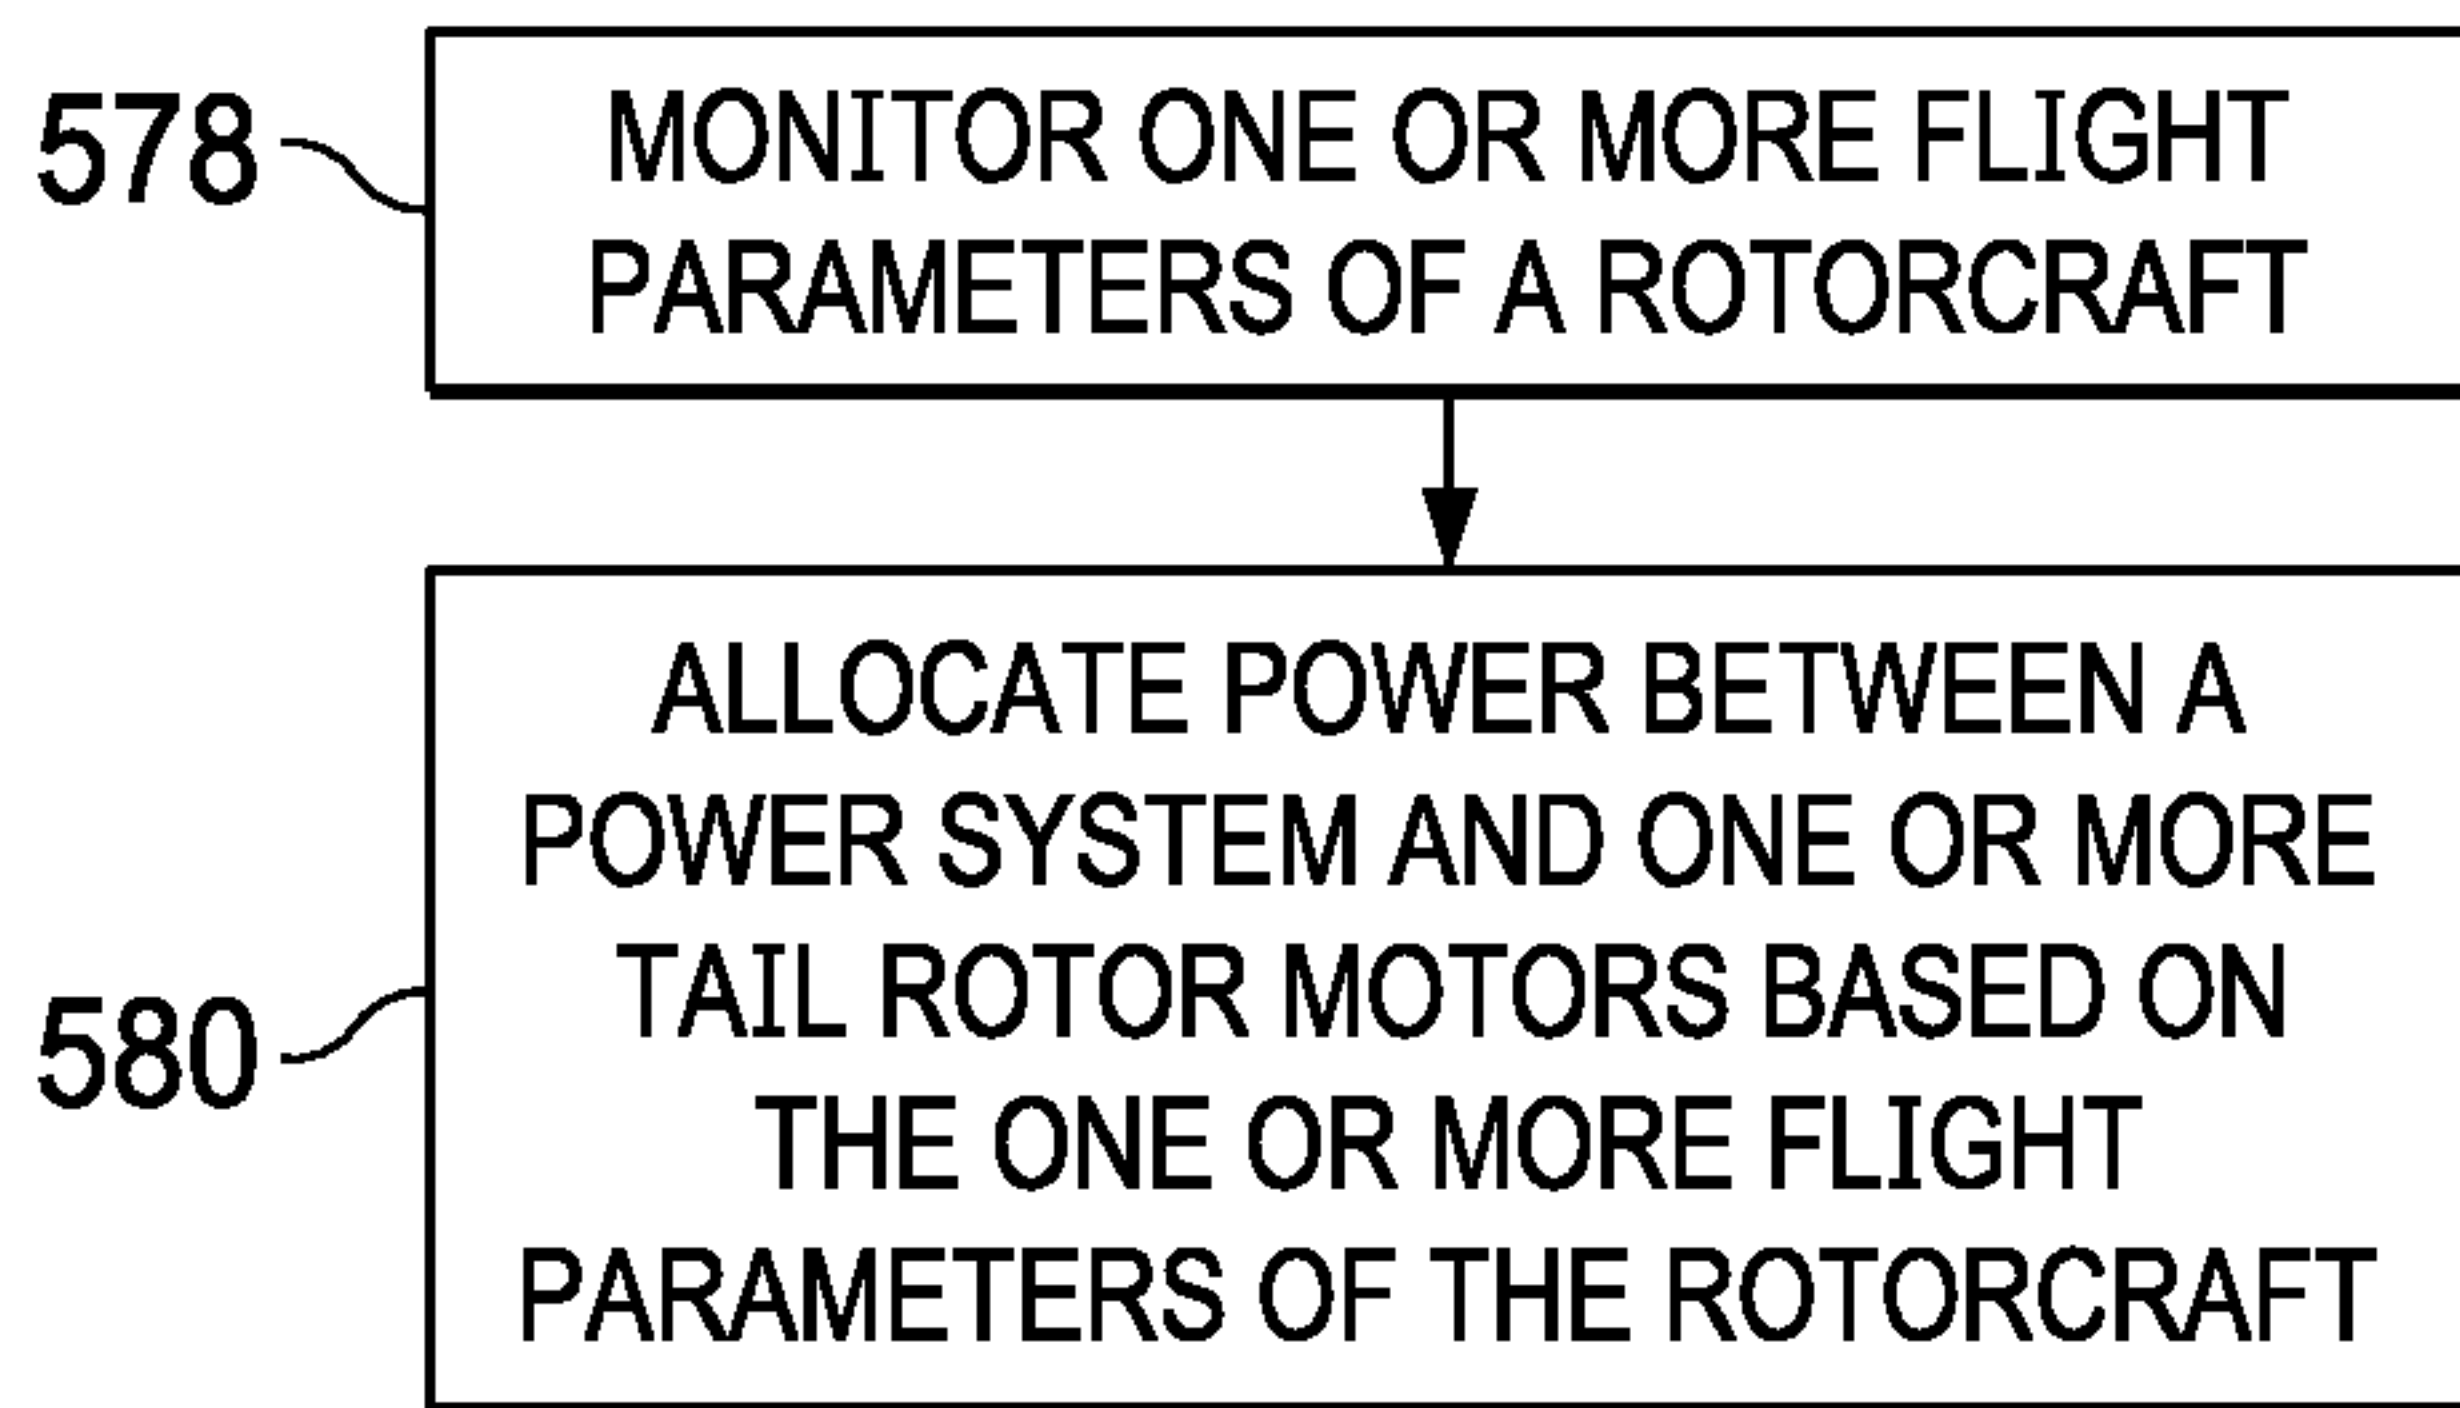 578
MONITOR ONE OR MORE FLIGHT
PARAMETERS OF A ROTORCRAFT
580
ALLOCATE POWER BETWEEN A
POWER SYSTEM AND ONE OR MORE
TAIL ROTOR MOTORS BASED ON
THE ONE OR MORE FLIGHT
PARAMETERS OF THE ROTORCRAFT